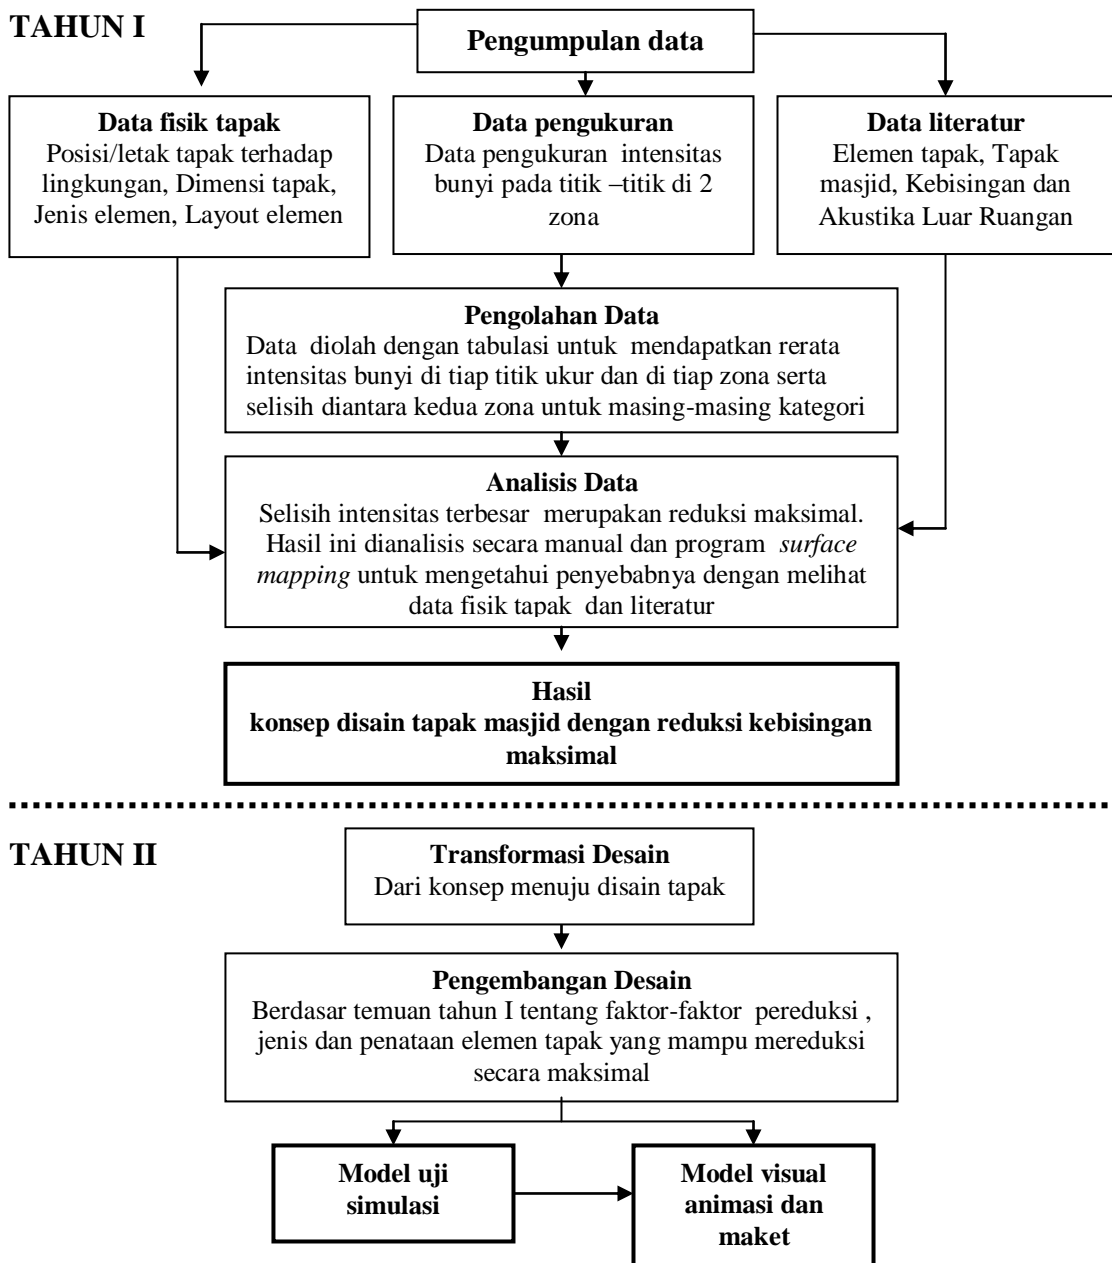 TAHUN I
Pengumpulan data
Data fisik tapak
Posisi/letak tapak terhadap
lingkungan, Dimensi tapak,
Jenis elemen, Layout elemen
Data pengukuran
Data pengukuran intensitas
bunyi pada titik –titik di 2
zona
Data literatur
Elemen tapak, Tapak
masjid, Kebisingan dan
Akustika Luar Ruangan
Pengolahan Data
Data diolah dengan tabulasi untuk mendapatkan rerata
intensitas bunyi di tiap titik ukur dan di tiap zona serta
selisih diantara kedua zona untuk masing-masing kategori
Analisis Data
Selisih intensitas terbesar merupakan reduksi maksimal.
Hasil ini dianalisis secara manual dan program surface
mapping untuk mengetahui penyebabnya dengan melihat
data fisik tapak dan literatur
Hasil
konsep disain tapak masjid dengan reduksi kebisingan
maksimal
TAHUN II
Transformasi Desain
Dari konsep menuju disain tapak
Pengembangan Desain
Berdasar temuan tahun I tentang faktor-faktor pereduksi ,
jenis dan penataan elemen tapak yang mampu mereduksi
secara maksimal
Model uji
simulasi
Model visual
animasi dan
maket